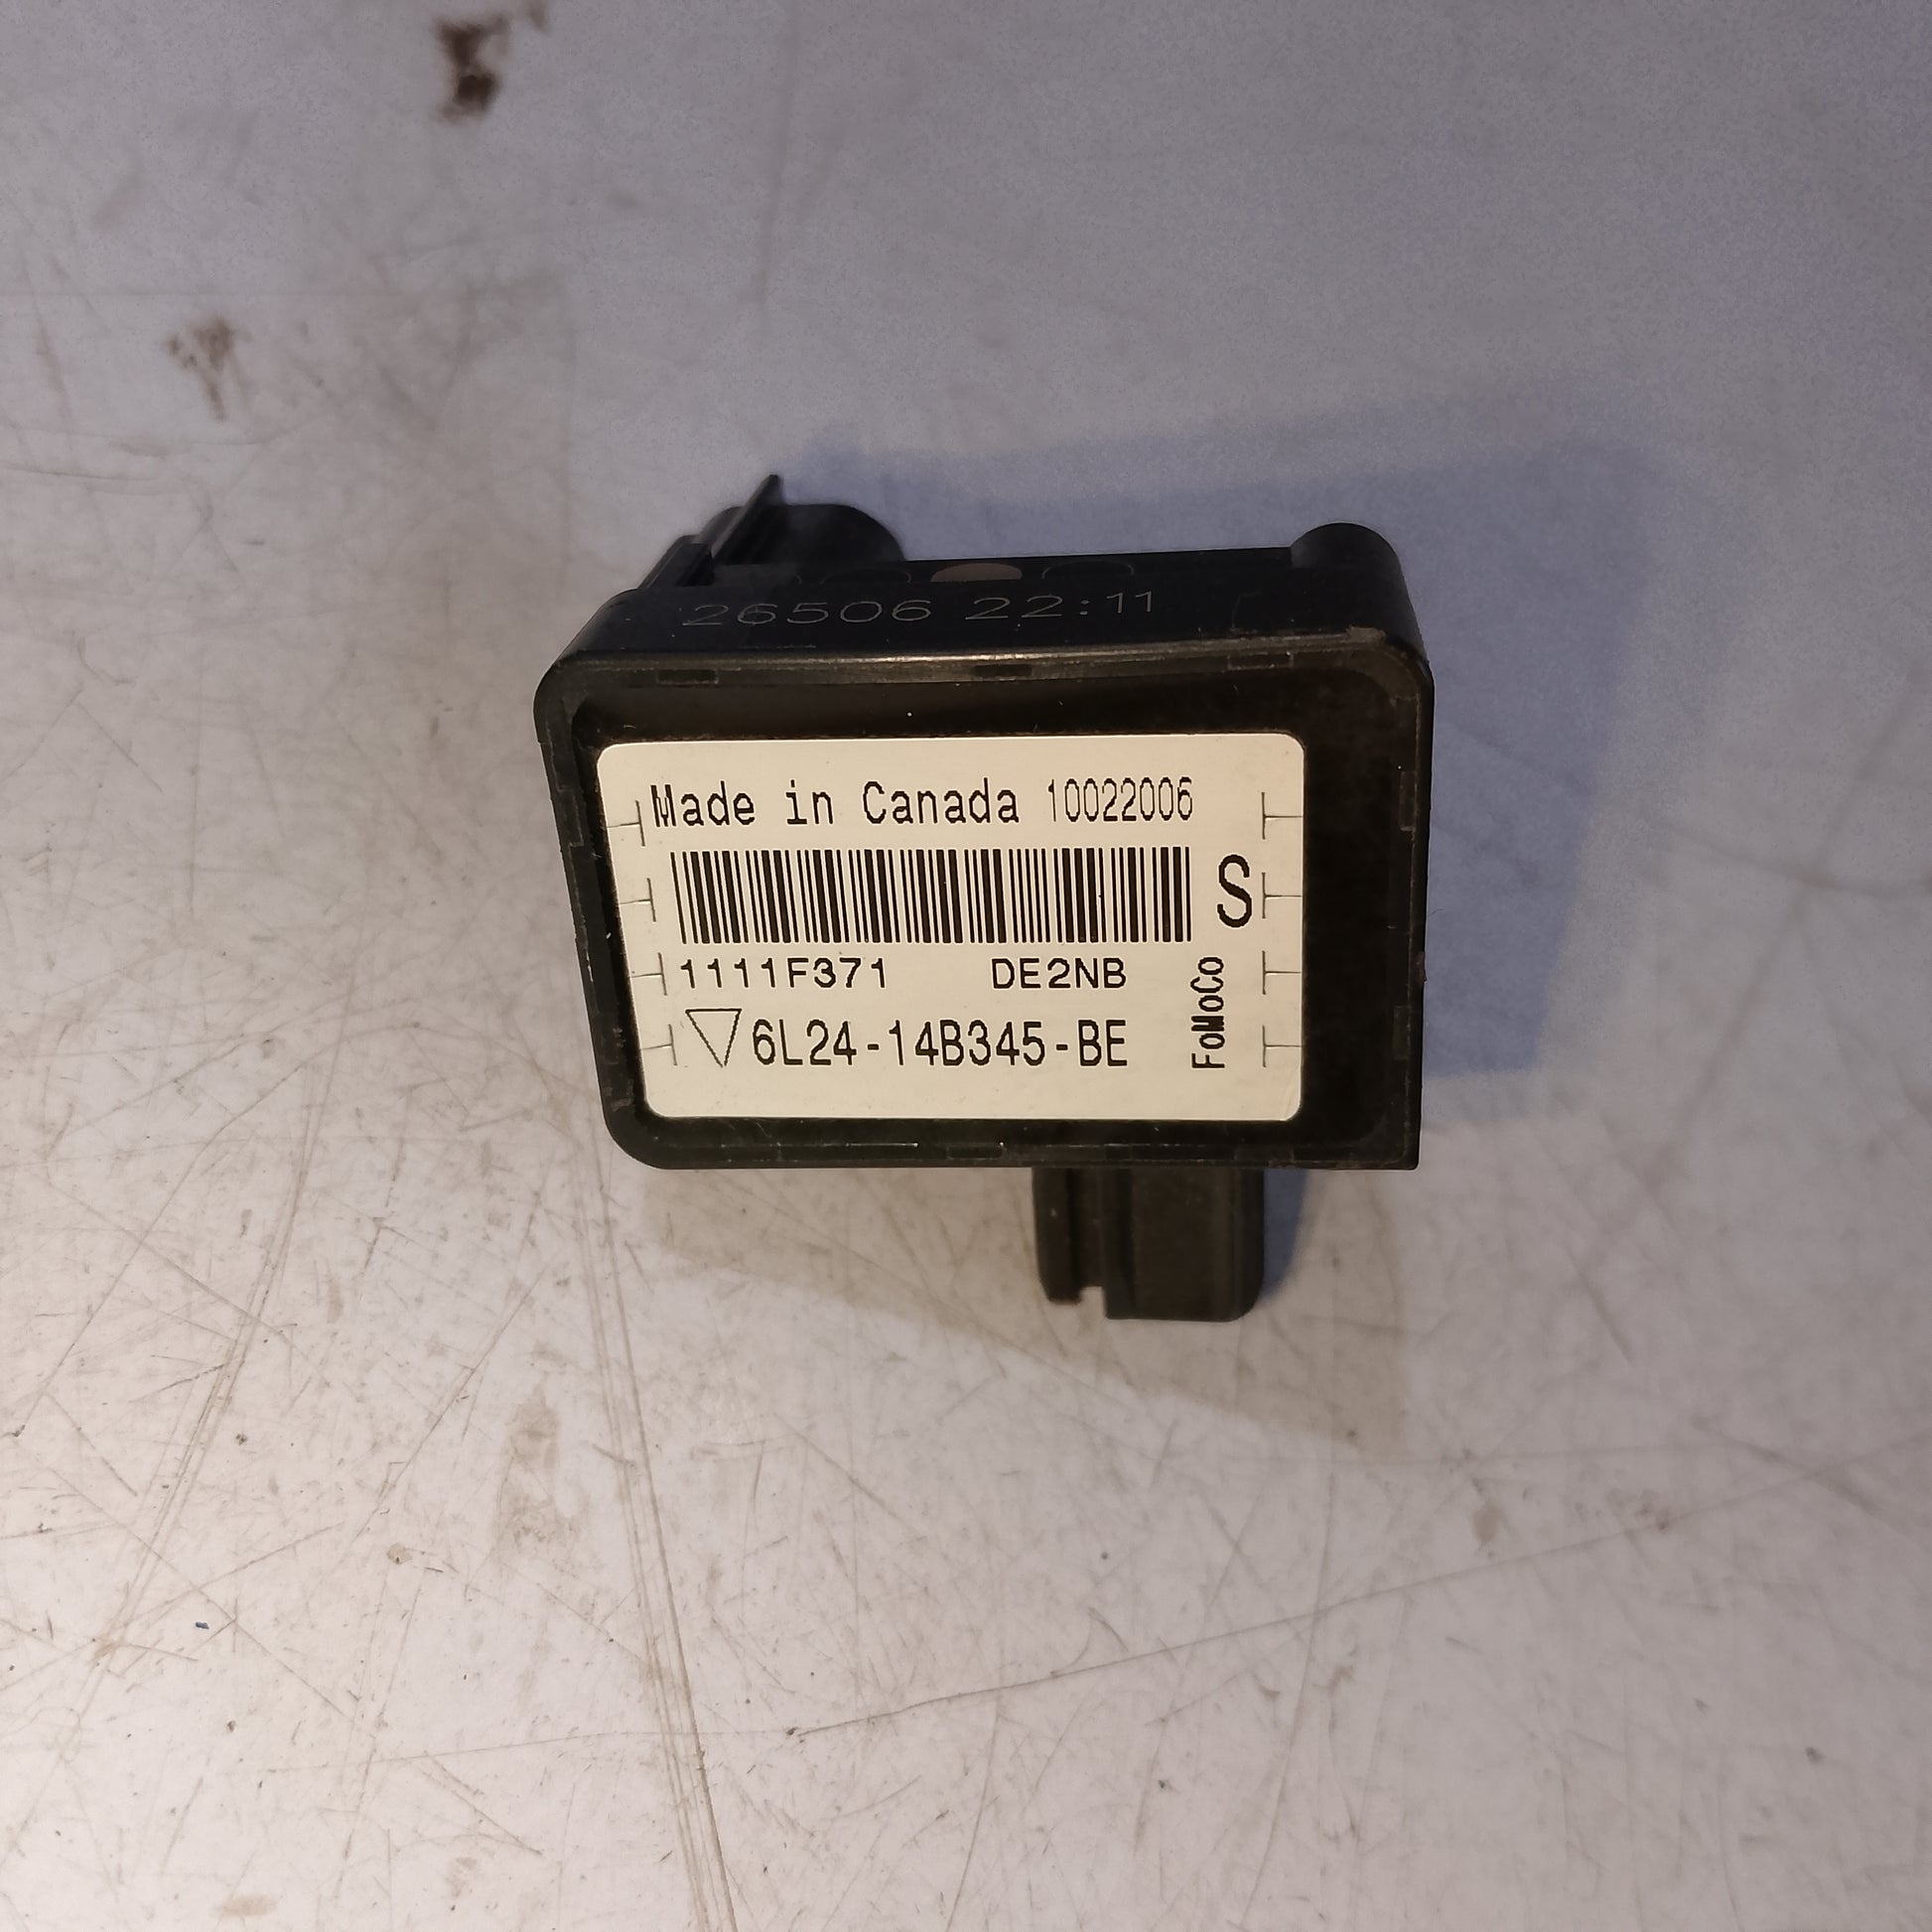 26506 22:11
Made in Canada 10022006
S
1111F371 DE2NB
6L24-14B345-BE
FoMoCo